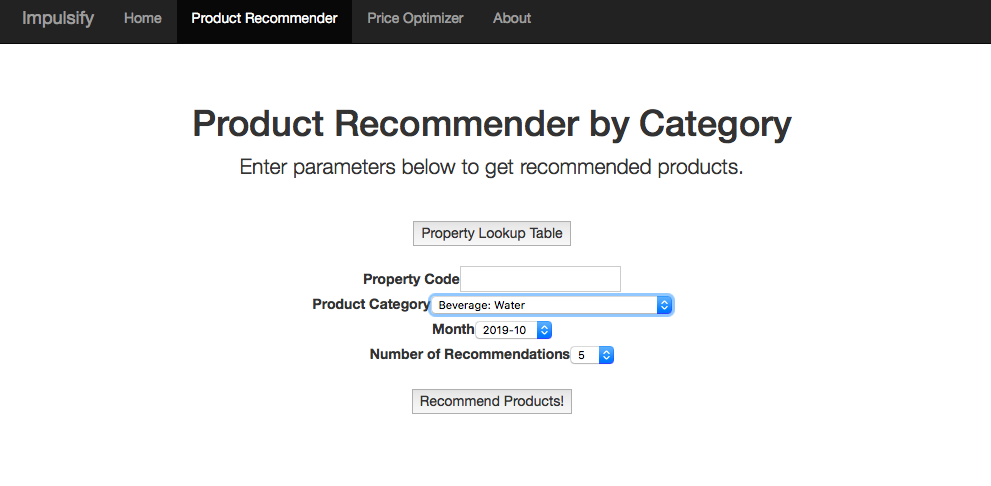 Impulsify Home Product Recommender Price Optimizer About
Product Recommender by Category
Enter parameters below to get recommended products.
Property Lookup Table
Property Code
Product Category Beverage: Water
Month 2019-10
Number of Recommendations 5
Recommend Products!